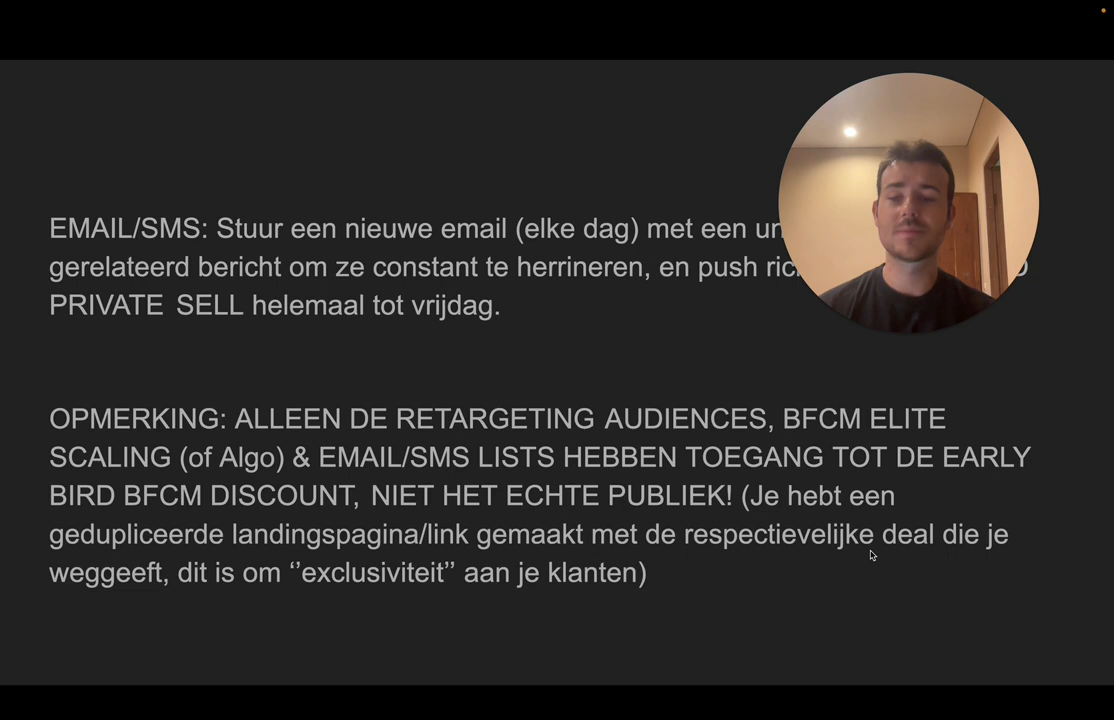 EMAIL/SMS: Stuur een nieuwe email (elke dag) met een
gerelateerd bericht om ze constant te herrineren, en push
PRIVATE SELL helemaal tot vrijdag.
OPMERKING: ALLEEN DE RETARGETING AUDIENCES, BFCM ELITE
SCALING (of Algo) & EMAIL/SMS LISTS HEBBEN TOEGANG TOT DE EARLY
BIRD BFCM DISCOUNT, NIET HET ECHTE PUBLIEK! (Je hebt een
gedupliceerde landingspagina/link gemaakt met de respectievelijke deal die je
weggeeft, dit is om ‘’exclusiviteit’’ aan je klanten)